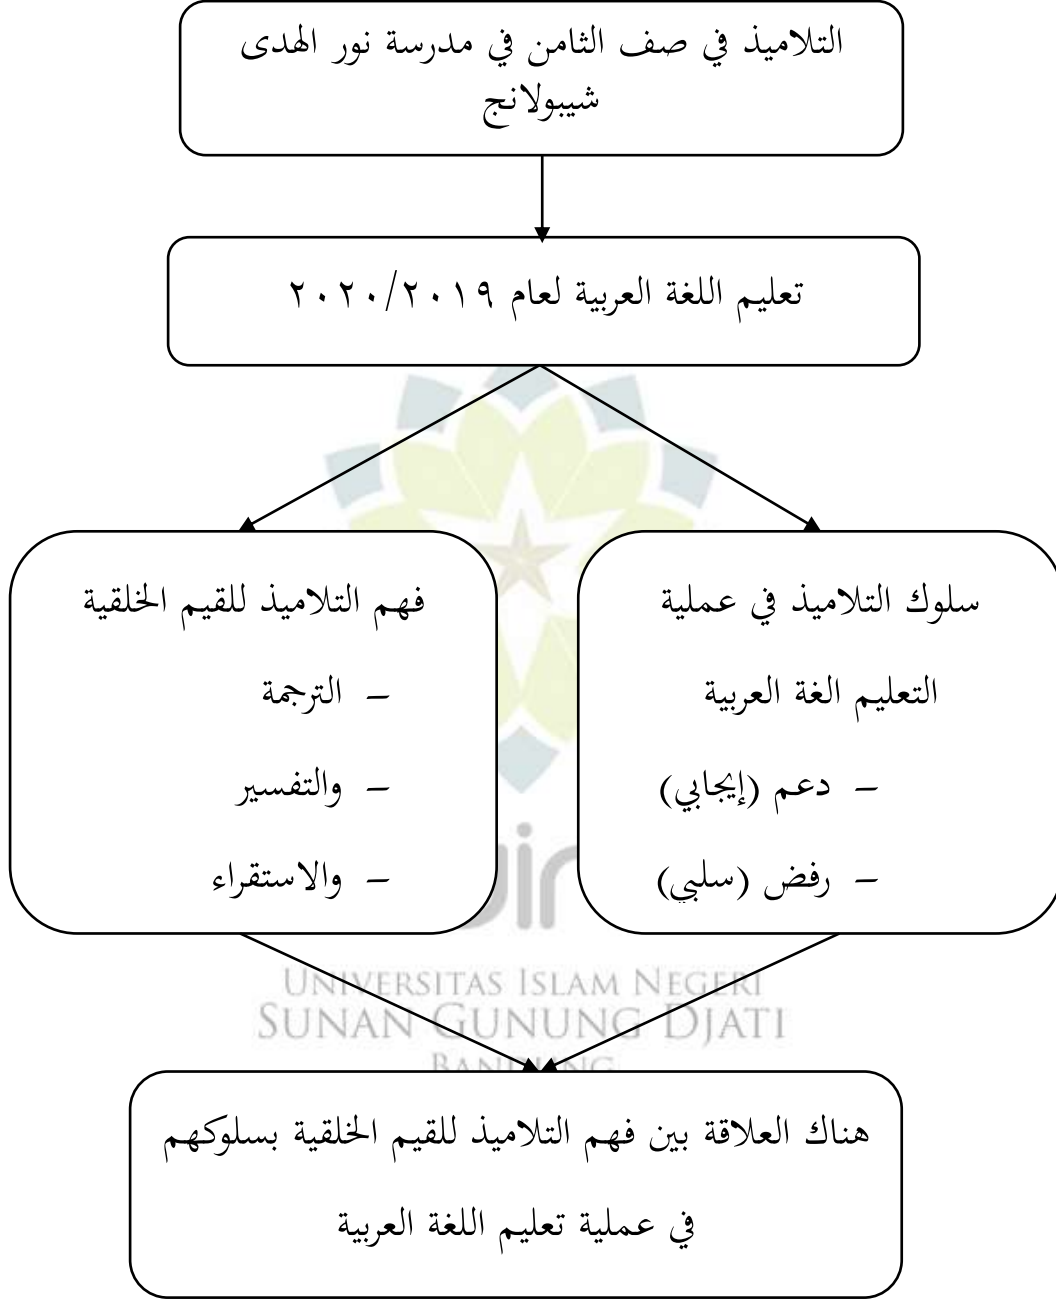 التلاميذ في صف الثامن في مدرسة نور الهدى
شيبولانج
تعليم اللغة العربية لعام ٢٠١٩/٢٠٢٠
سلوك التلاميذ في عملية
التعليم الغة العربية
– دعم (إيجابي)
– رفض (سلبي)
فهم التلاميذ للقيم الخلقية
– الترجمة
– والتفسير
– والاستقراء
uin
UNIVERSITAS ISLAM NEGERI
SUNAN GUNUNG DJATI
BANDUNG
هناك العلاقة بين فهم التلاميذ للقيم الخلقية بسلوكهم
في عملية تعليم اللغة العربية